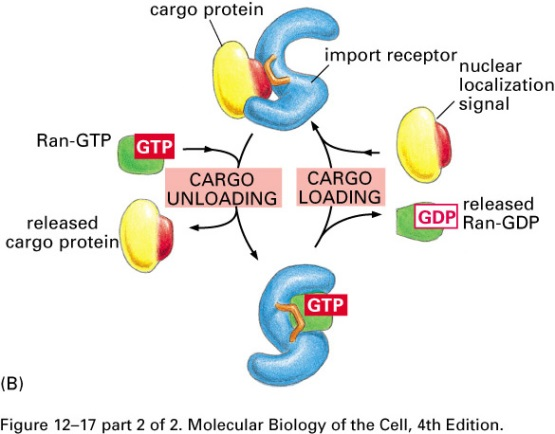 cargo protein
import receptor
nuclear
localization
signal
Ran-GTP
GTP
CARGO
UNLOADING
CARGO
LOADING
released
cargo protein
GDP
released
Ran-GDP
GTP
(B)
Figure 12–17 part 2 of 2. Molecular Biology of the Cell, 4th Edition.